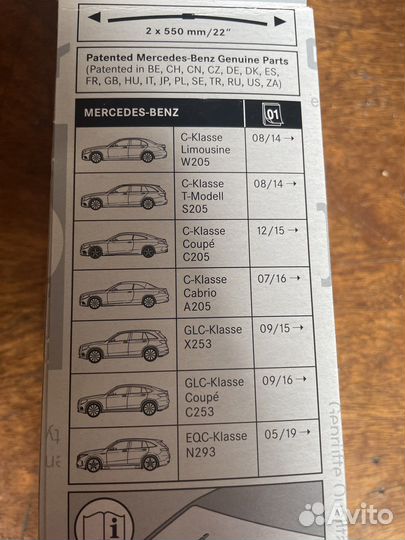 2 x 550 mm/22"
Patented Mercedes-Benz Genuine Parts
(Patented in BE, CH, CN, CZ, DE, DK, ES,
FR, GB, HU, IT, JP, PL, SE, TR, RU, US, ZA)
MERCEDES-BENZ 01
C-Klasse
Limousine
W205
08/14 →
C-Klasse
T-Modell
S205
08/14 →
C-Klasse
Coupé
C205
12/15 →
C-Klasse
Cabrio
A205
07/16 →
GLC-Klasse
X253
09/15 →
GLC-Klasse
Coupé
C253
09/16 →
EQC-Klasse
N293
05/19 →
i
Avito